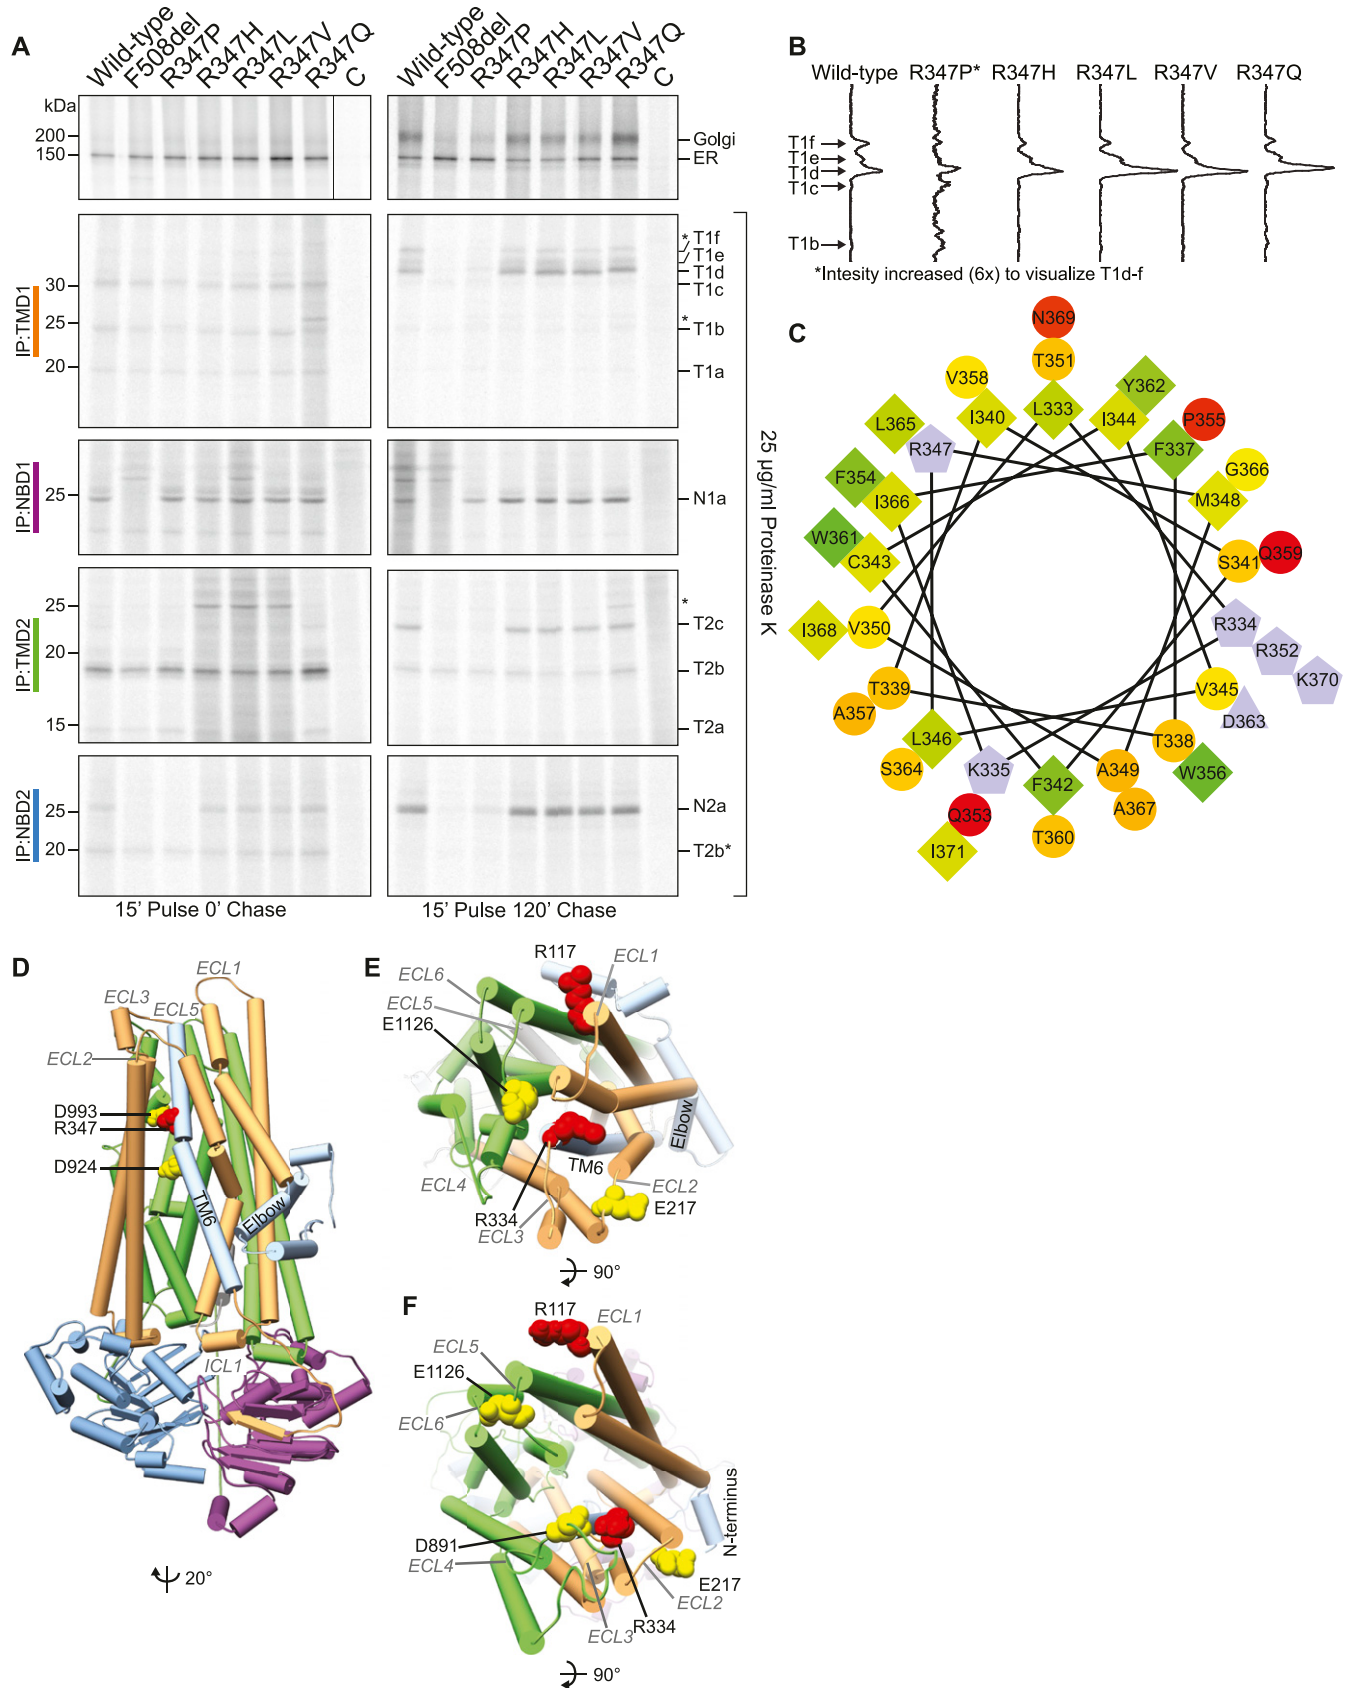 A
Wild-type
F508del
R347P
R347H
R347L
R347V
R347Q
C
Wild-type
F508del
R347P
R347H
R347L
R347V
R347Q
C
kDa
200
150
Golgi
ER
IP:TMD1
30
25
20
* T1f
T1e
T1d
T1c
*
T1b
T1a
IP:NBD1
25
N1a
IP:TMD2
25
20
15
*
T2c
T2b
T2a
IP:NBD2
25
20
N2a
T2b*
25 µg/ml Proteinase K
15’ Pulse 0’ Chase
15’ Pulse 120’ Chase
B
Wild-type R347P* R347H R347L R347V R347Q
T1f
T1e
T1d
T1c
T1b
*Intesity increased (6x) to visualize T1d-f
C
N369
T351
V358
Y362
L333
I340
I344
L365
P355
R347
F337
F354
G366
I366
M348
W361
C343
S341
Q359
I368
V350
R334
R352
K370
T339
V345
A357
D363
L346
T338
S364
K335
F342
A349
W356
Q353
A367
I371
T360
D
ECL1
ECL3
ECL5
ECL2
D993
R347
D924
TM6
Elbow
ICL1
20°
E
R117
ECL1
ECL6
ECL5
E1126
Elbow
TM6
ECL4
ECL2
R334
E217
ECL3
90°
F
R117
ECL1
ECL5
E1126
ECL6
N-terminus
D891
ECL4
E217
ECL2
R334
ECL3
90°